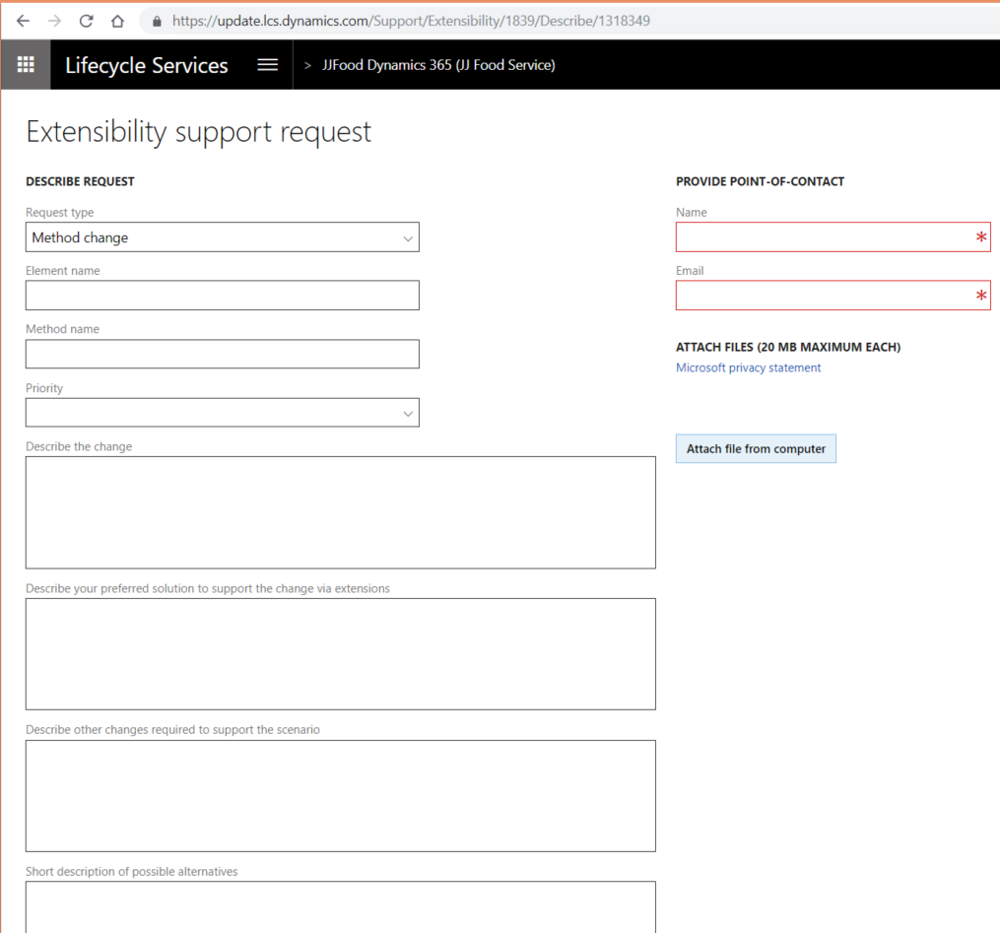 https://update.lcs.dynamics.com/Support/Extensibility/1839/Describe/1318349
Lifecycle Services > JJFood Dynamics 365 (JJ Food Service)
Extensibility support request
DESCRIBE REQUEST
Request type
Method change
Element name
Method name
Priority
Describe the change
Describe your preferred solution to support the change via extensions
Describe other changes required to support the scenario
Short description of possible alternatives
PROVIDE POINT-OF-CONTACT
Name
*
Email
*
ATTACH FILES (20 MB MAXIMUM EACH)
Microsoft privacy statement
Attach file from computer